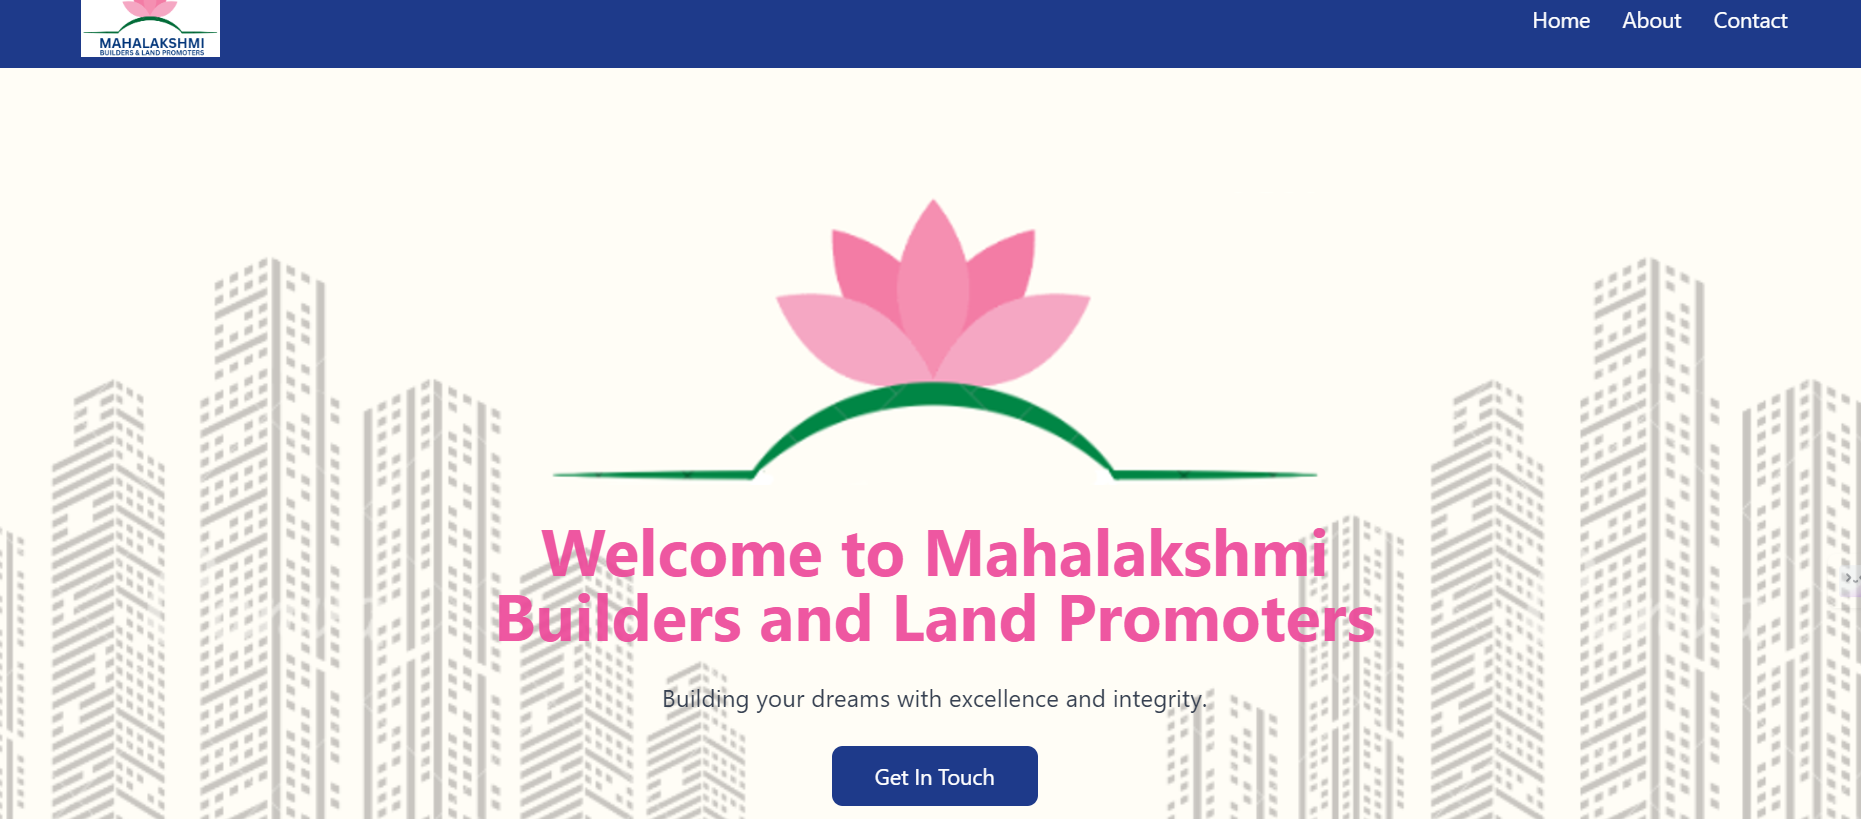 MAHALAKSHMI
BUILDERS & LAND PROMOTERS
Home About Contact
Welcome to Mahalakshmi
Builders and Land Promoters
Building your dreams with excellence and integrity.
Get In Touch